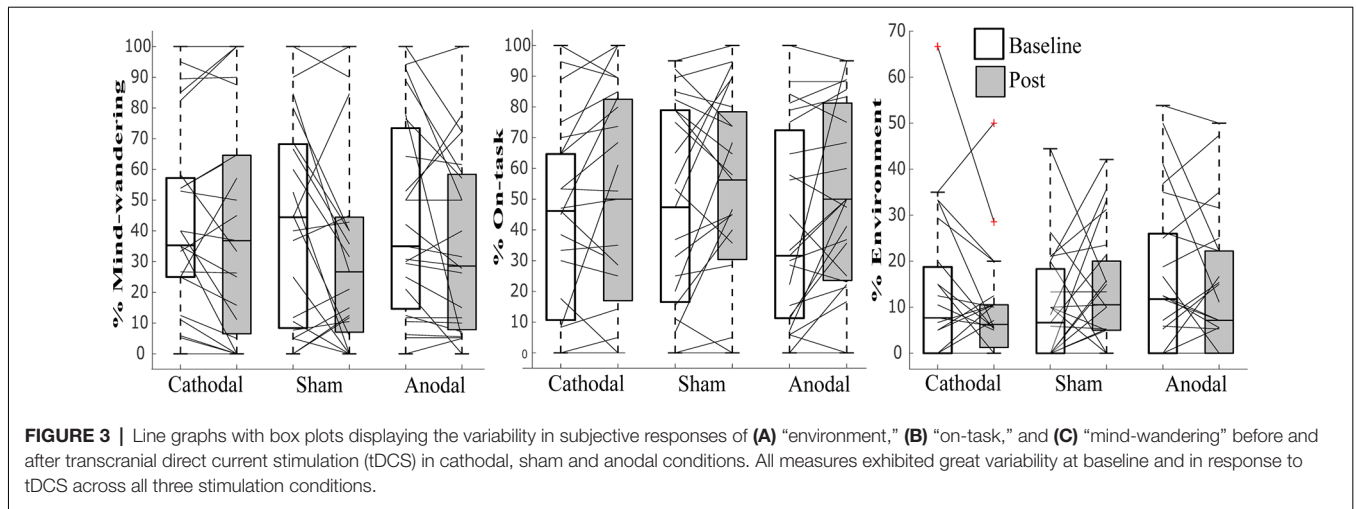 % Mind-wandering
100
90
80
70
60
50
40
30
20
10
0
Cathodal Sham Anodal
% On-task
100
90
80
70
60
50
40
30
20
10
0
Cathodal Sham Anodal
% Environment
70
60
50
40
30
20
10
0
Cathodal Sham Anodal
Baseline
Post
FIGURE 3 | Line graphs with box plots displaying the variability in subjective responses of (A) “environment,” (B) “on-task,” and (C) “mind-wandering” before and
after transcranial direct current stimulation (tDCS) in cathodal, sham and anodal conditions. All measures exhibited great variability at baseline and in response to
tDCS across all three stimulation conditions.